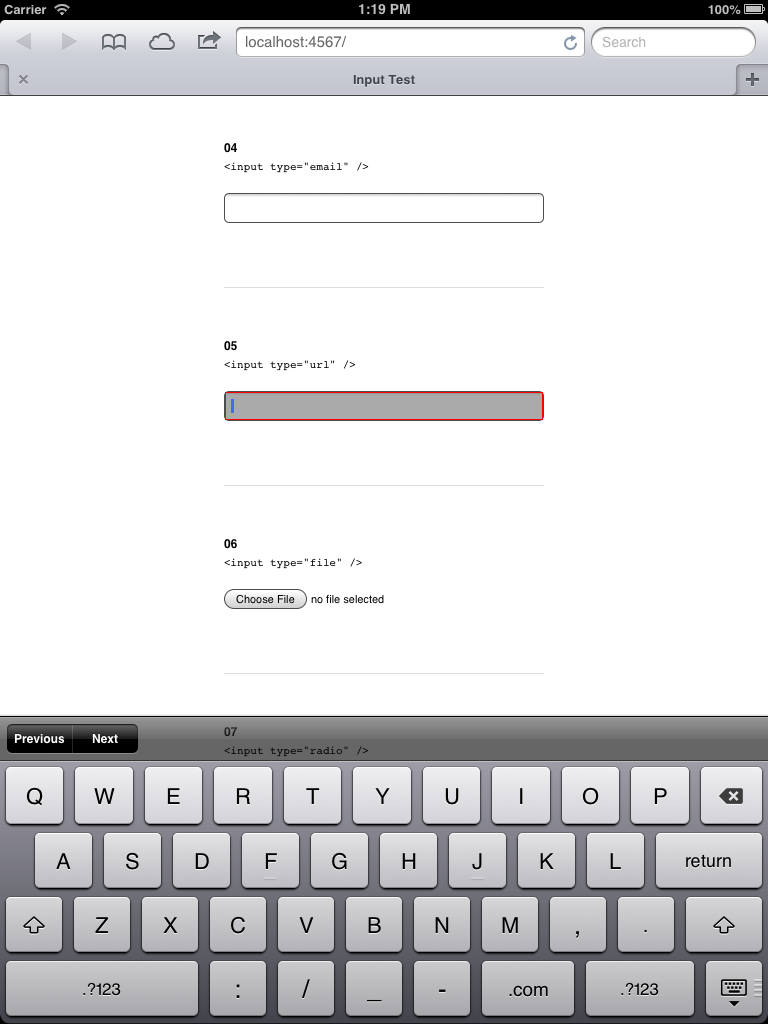 Carrier 1:19 PM 100%
localhost:4567/ Search
Input Test
04
<input type="email" />
05
<input type="url" />
06
<input type="file" />
Choose File no file selected
07
<input type="radio" />
Previous Next
Q W E R T Y U I O P
A S D F G H J K L return
Z X C V B N M , .
.?123 : / _ - .com .?123